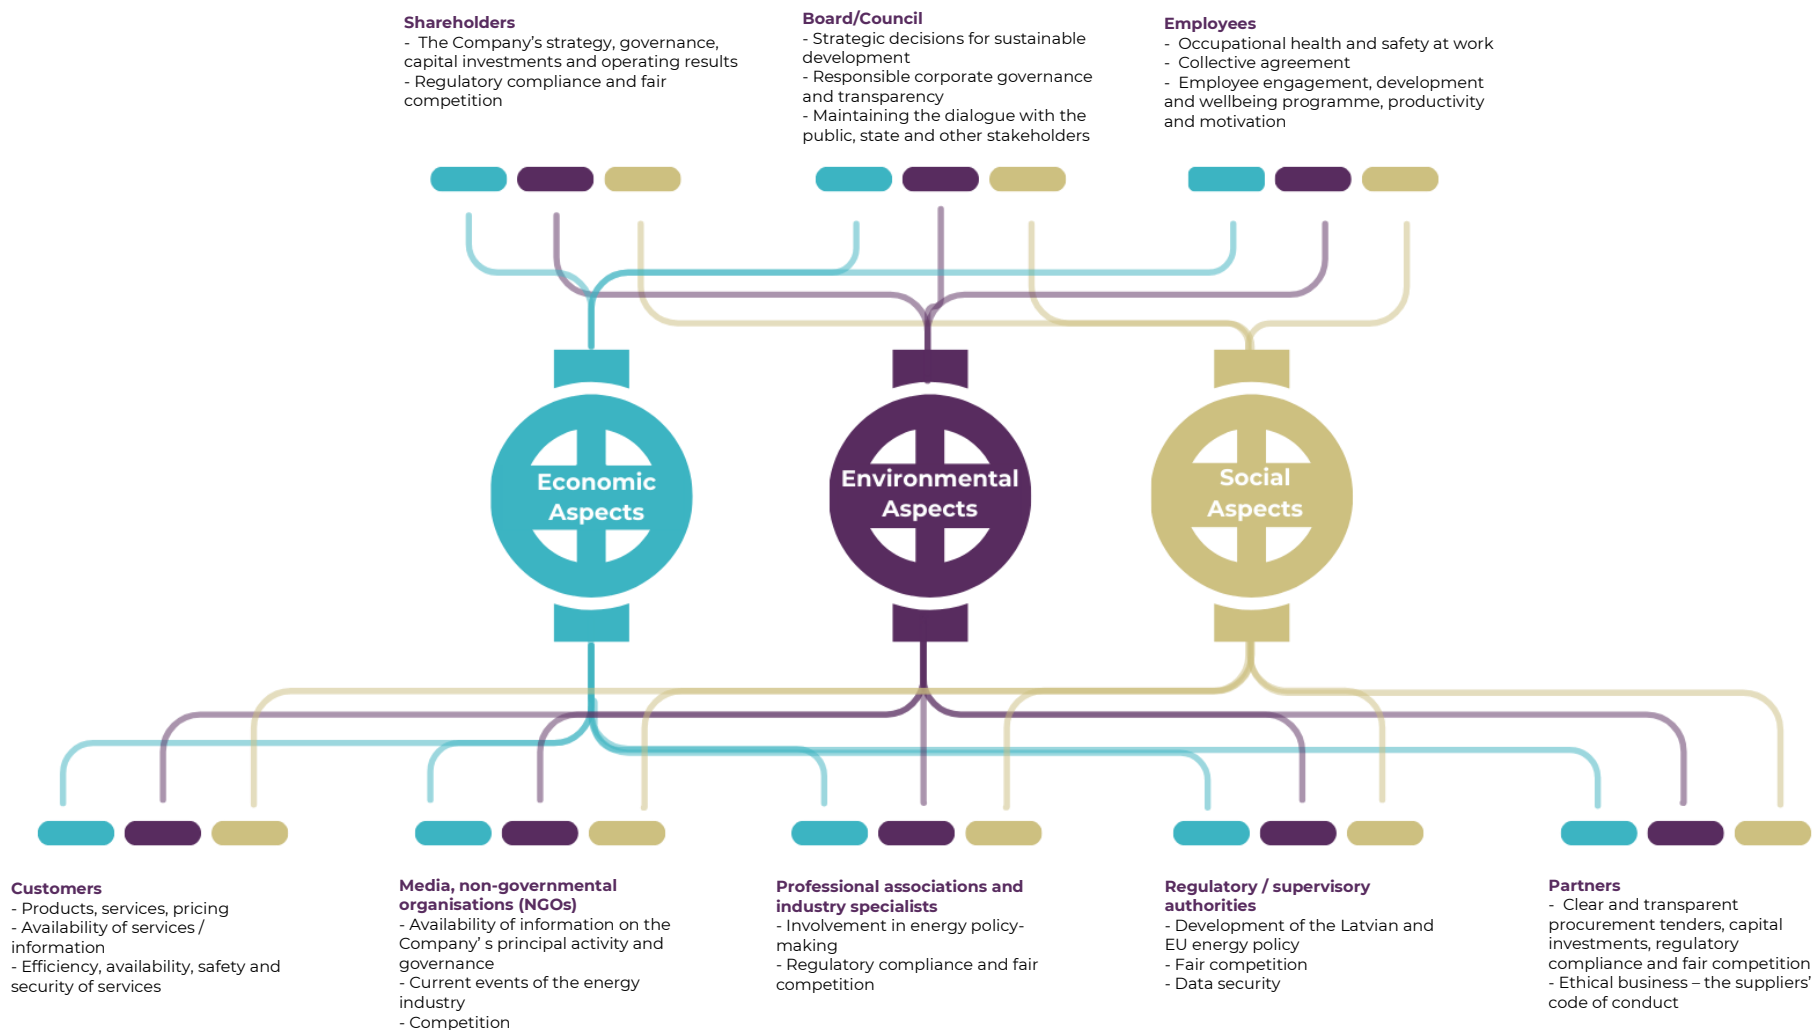 Shareholders
-  The Company’s strategy, governance,
capital investments and operating results
- Regulatory compliance and fair
competition
Board/Council
- Strategic decisions for sustainable
development
- Responsible corporate governance
and transparency
- Maintaining the dialogue with the
public, state and other stakeholders
Employees
-  Occupational health and safety at work
-  Collective agreement
-  Employee engagement, development
and wellbeing programme, productivity
and motivation
Economic
Aspects
Environmental
Aspects
Social
Aspects
Customers
- Products, services, pricing
- Availability of services /
information
- Efficiency, availability, safety and
security of services
Media, non-governmental
organisations (NGOs)
- Availability of information on the
Company’ s principal activity and
governance
- Current events of the energy
industry
- Competition
Professional associations and
industry specialists
- Involvement in energy policy-
making
- Regulatory compliance and fair
competition
Regulatory / supervisory
authorities
- Development of the Latvian and
EU energy policy
- Fair competition
- Data security
Partners
-  Clear and transparent
procurement tenders, capital
investments, regulatory
compliance and fair competition
- Ethical business – the suppliers’
code of conduct